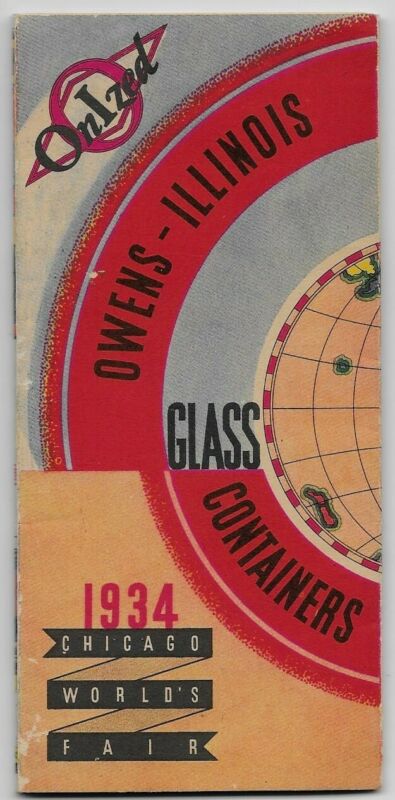 OnIzed
OWENS-ILLINOIS
GLASS
CONTAINERS
1934
CHICAGO
WORLD'S
FAIR